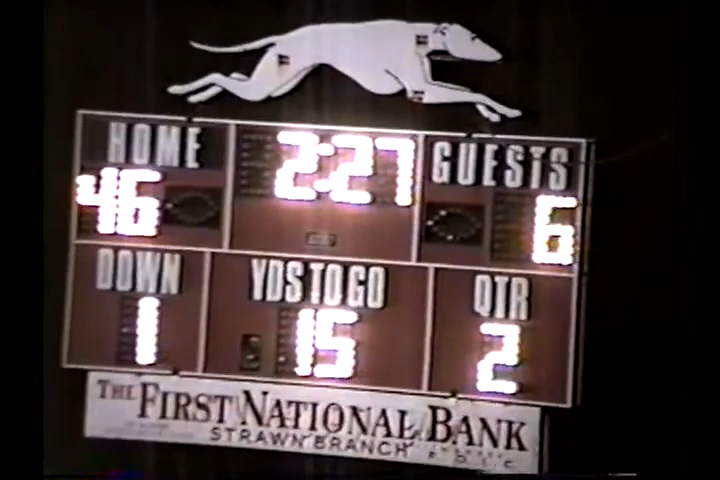 HOME 2:27 GUESTS
46 6
DOWN YDS TO GO QTR
1 15 2
THE FIRST NATIONAL BANK
STRAWN BRANCH
F.D.I.C.